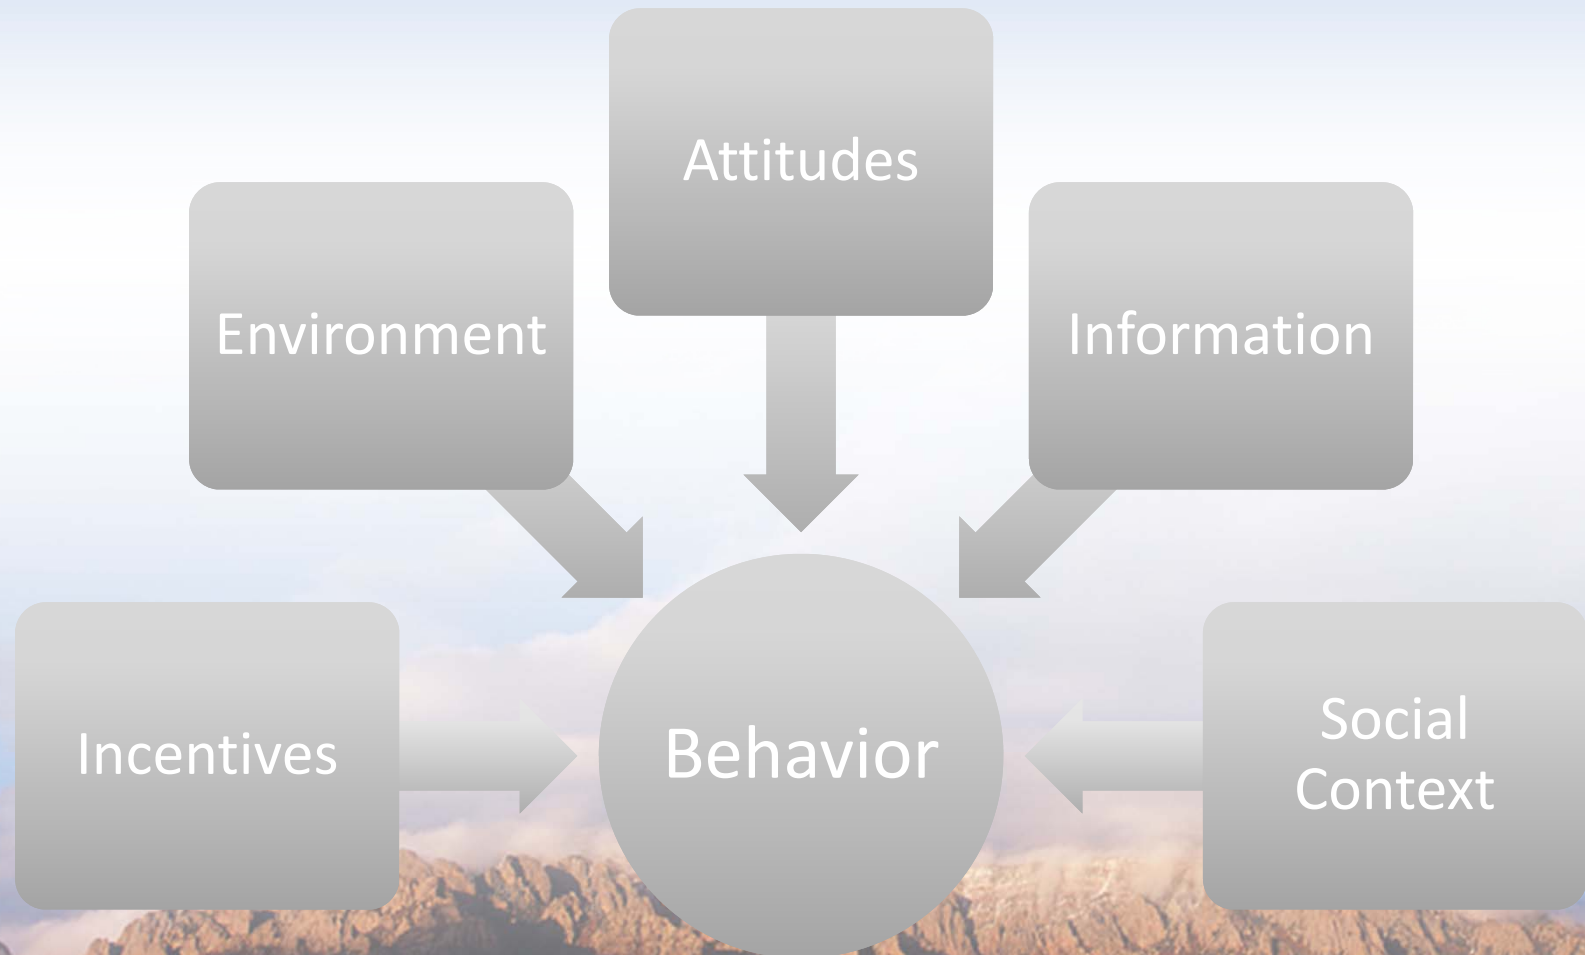 Attitudes
Environment
Information
Incentives
Behavior
Social
Context